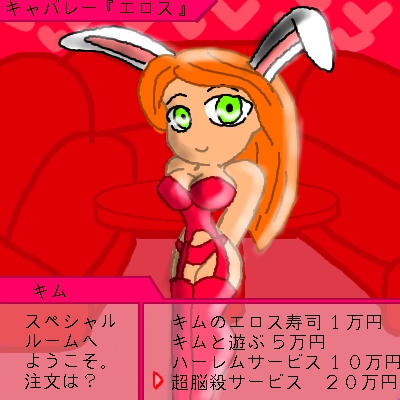 キャバレー『エロス』
キム
スペシャル
ルームへ
ようこそ。
注文は？
キムのエロス寿司１万円
キムと遊ぶ５万円
ハーレムサービス１０万円
超脳殺サービス　２０万円